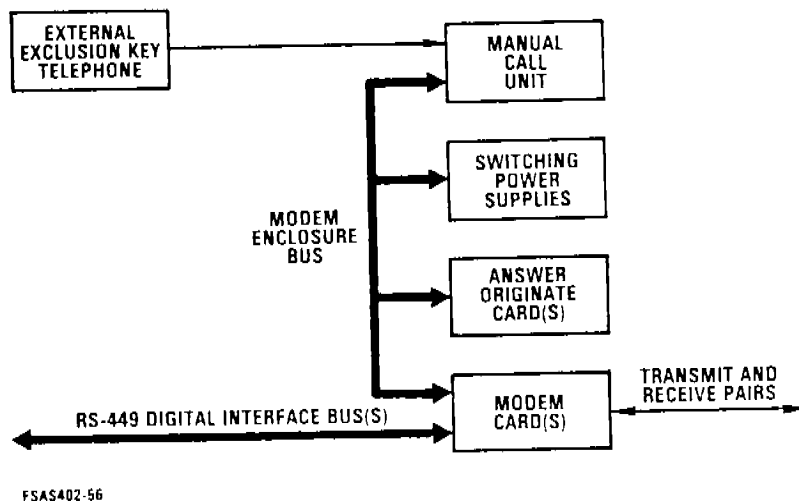 EXTERNAL
EXCLUSION KEY
TELEPHONE
MANUAL
CALL
UNIT
SWITCHING
POWER
SUPPLIES
MODEM
ENCLOSURE
BUS
ANSWER
ORIGINATE
CARD(S)
MODEM
CARD(S)
TRANSMIT AND
RECEIVE PAIRS
RS-449 DIGITAL INTERFACE BUS(S)
FSAS402-56